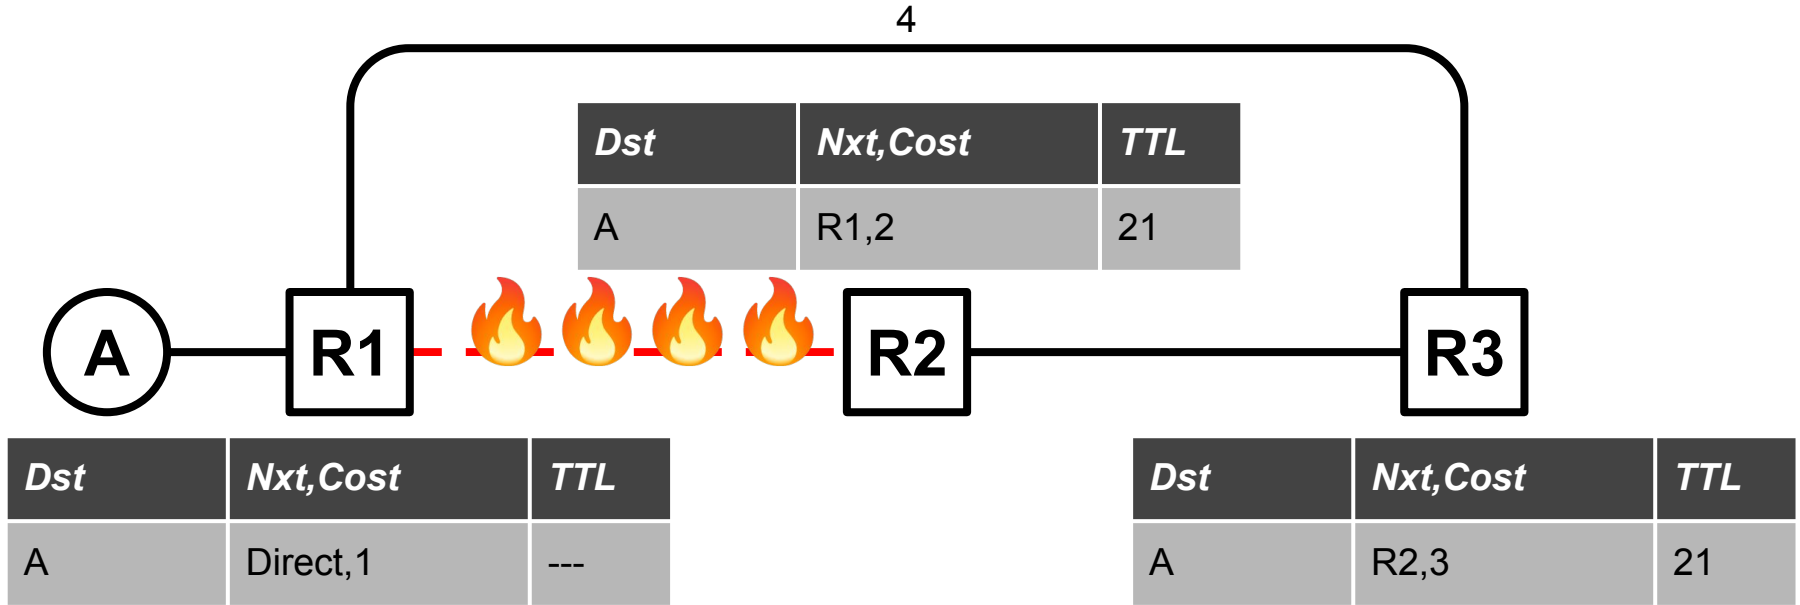 4
Dst Nxt,Cost TTL
A R1,2 21
A R1 R2 R3
Dst Nxt,Cost TTL
A Direct,1 ---
Dst Nxt,Cost TTL
A R2,3 21